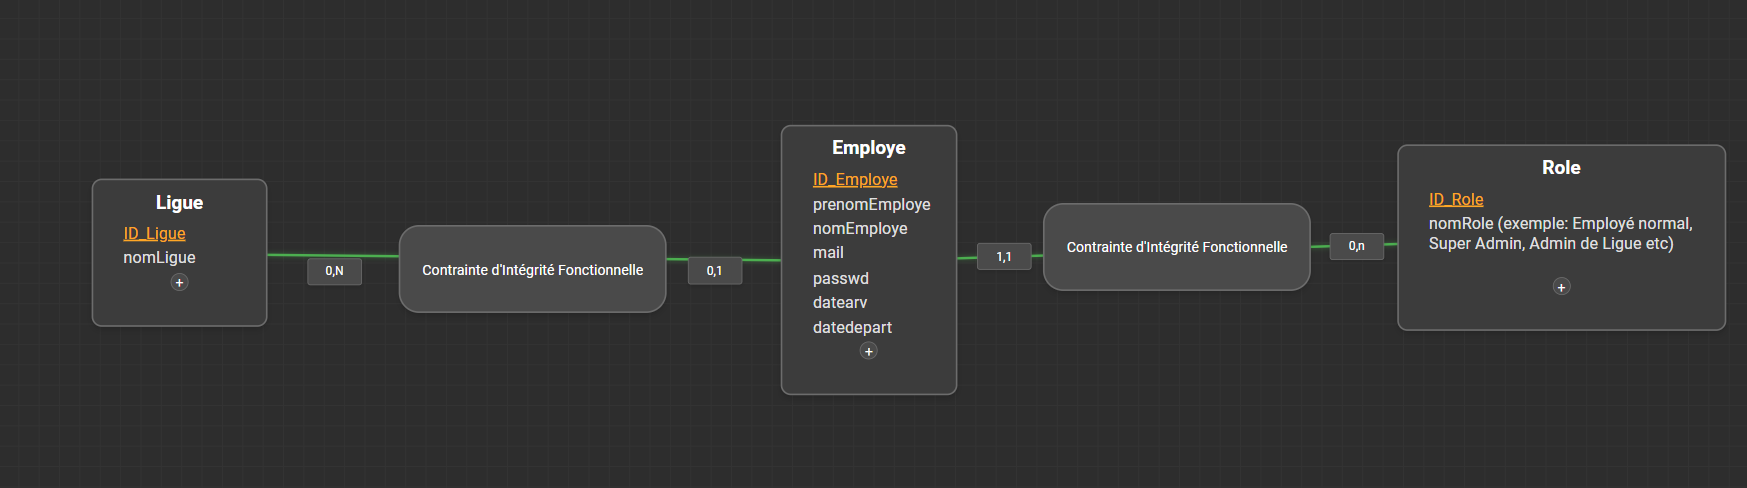 Ligue
ID_Ligue
nomLigue
+
0,N
Contrainte d'Intégrité Fonctionnelle
0,1
Employe
ID_Employe
prenomEmploye
nomEmploye
mail
passwd
datearv
datedepart
+
1,1
Contrainte d'Intégrité Fonctionnelle
0,n
Role
ID_Role
nomRole (exemple: Employé normal,
Super Admin, Admin de Ligue etc)
+